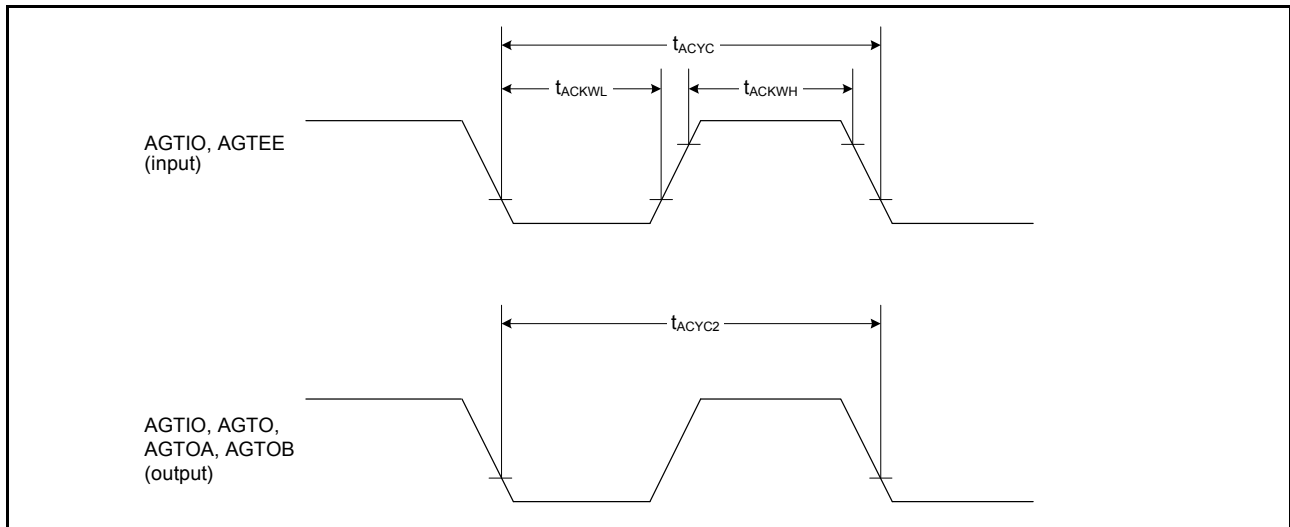 tACYC
tACKWL
tACKWH
AGTIO, AGTEE
(input)
tACYC2
AGTIO, AGTO,
AGTOA, AGTOB
(output)